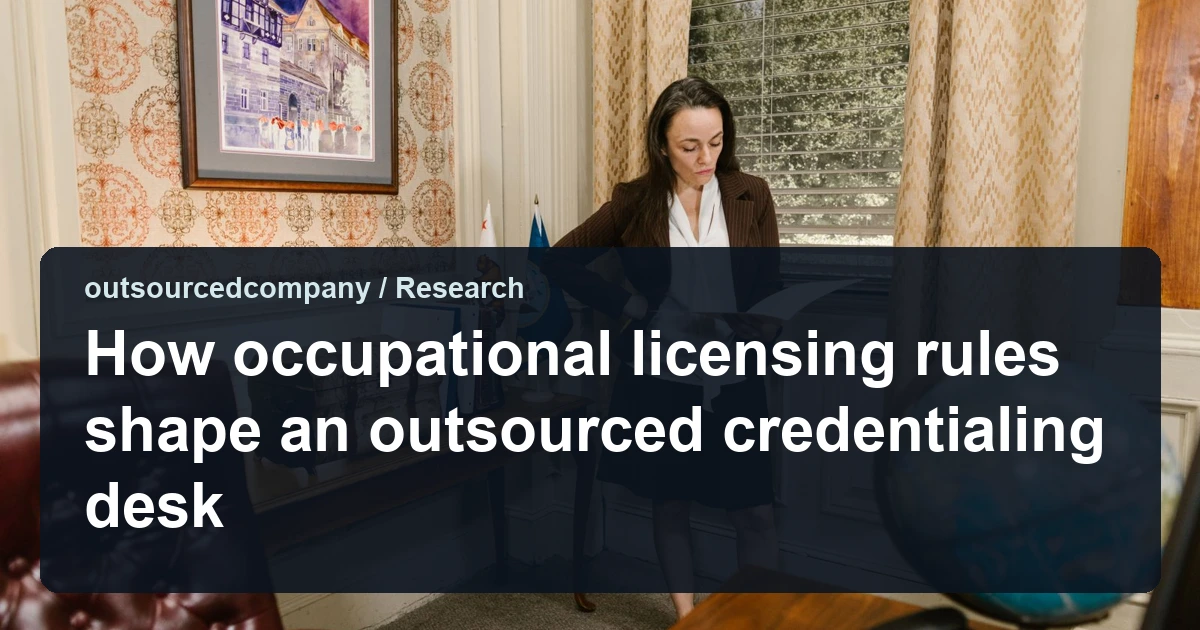 outsourcedcompany / Research
How occupational licensing rules
shape an outsourced credentialing
desk